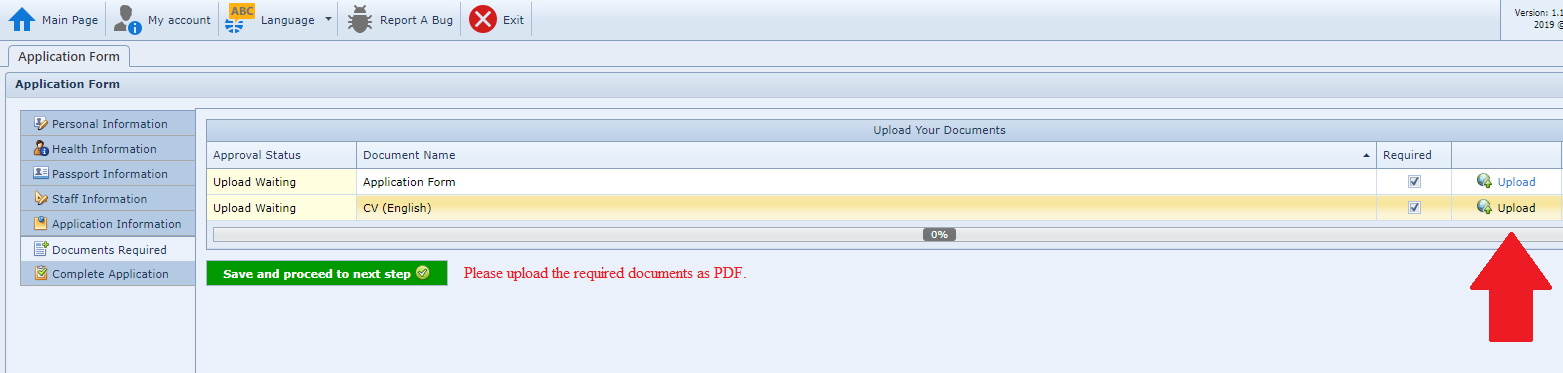 Main Page My account ABC Language Report A Bug Exit Version: 1.1
2019 @
Application Form
Application Form
Personal Information
Health Information
Passport Information
Staff Information
Application Information
Documents Required
Complete Application
Upload Your Documents
Approval Status Document Name Required
Upload Waiting Application Form Upload
Upload Waiting CV (English) Upload
0%
Save and proceed to next step Please upload the required documents as PDF.